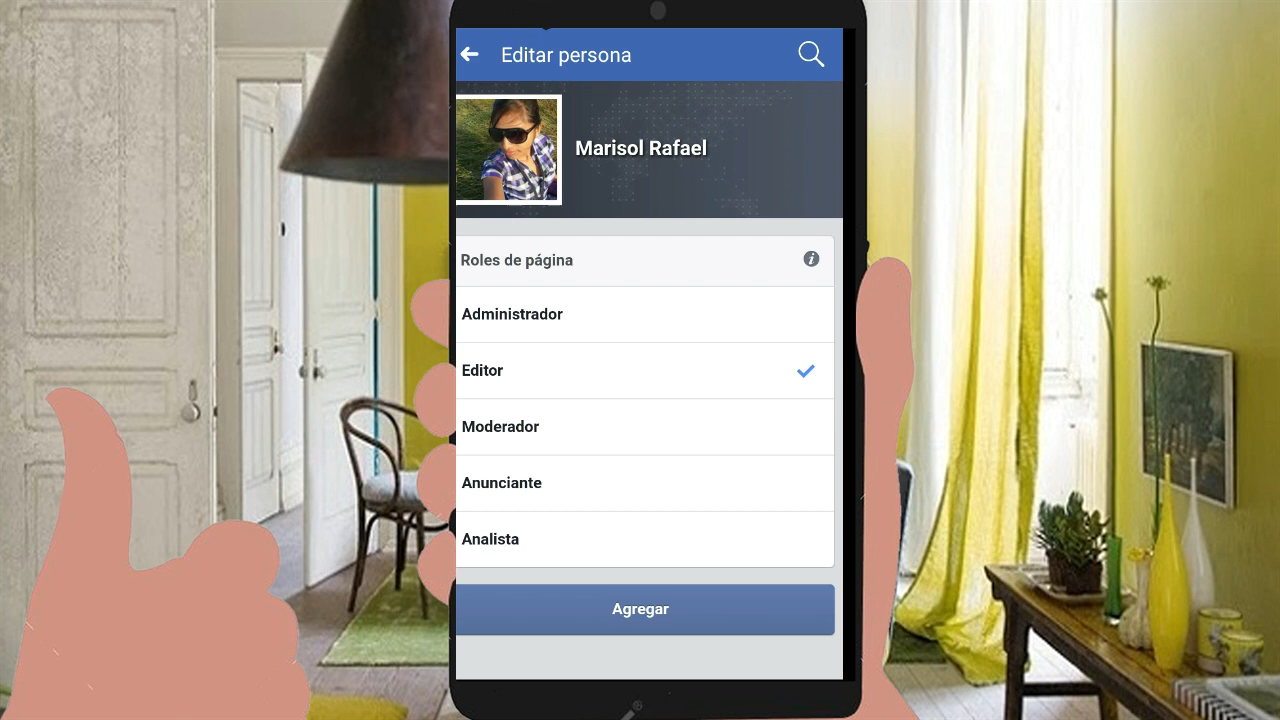 Editar persona
Marisol Rafael
Roles de página
Administrador
Editor
Moderador
Anunciante
Analista
Agregar